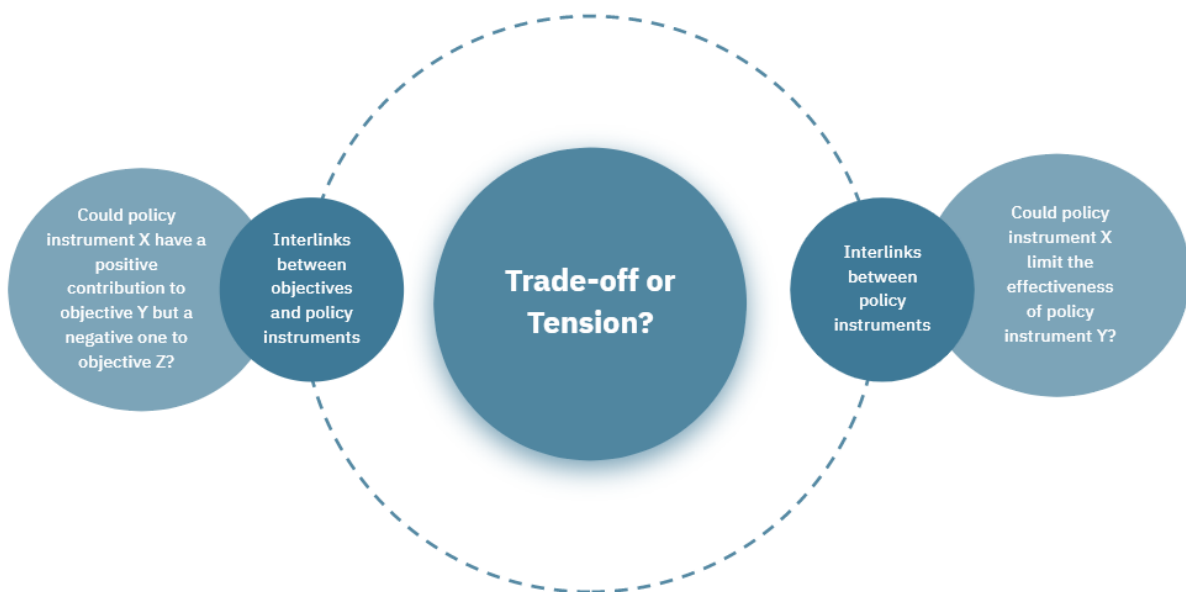 Could policy
instrument X have a
positive
contribution to
objective Y but a
negative one to
objective Z?
Interlinks
between
objectives
and policy
instruments
Trade-off or
Tension?
Interlinks
between
policy
instruments
Could policy
instrument X
limit the
effectiveness
of policy
instrument Y?